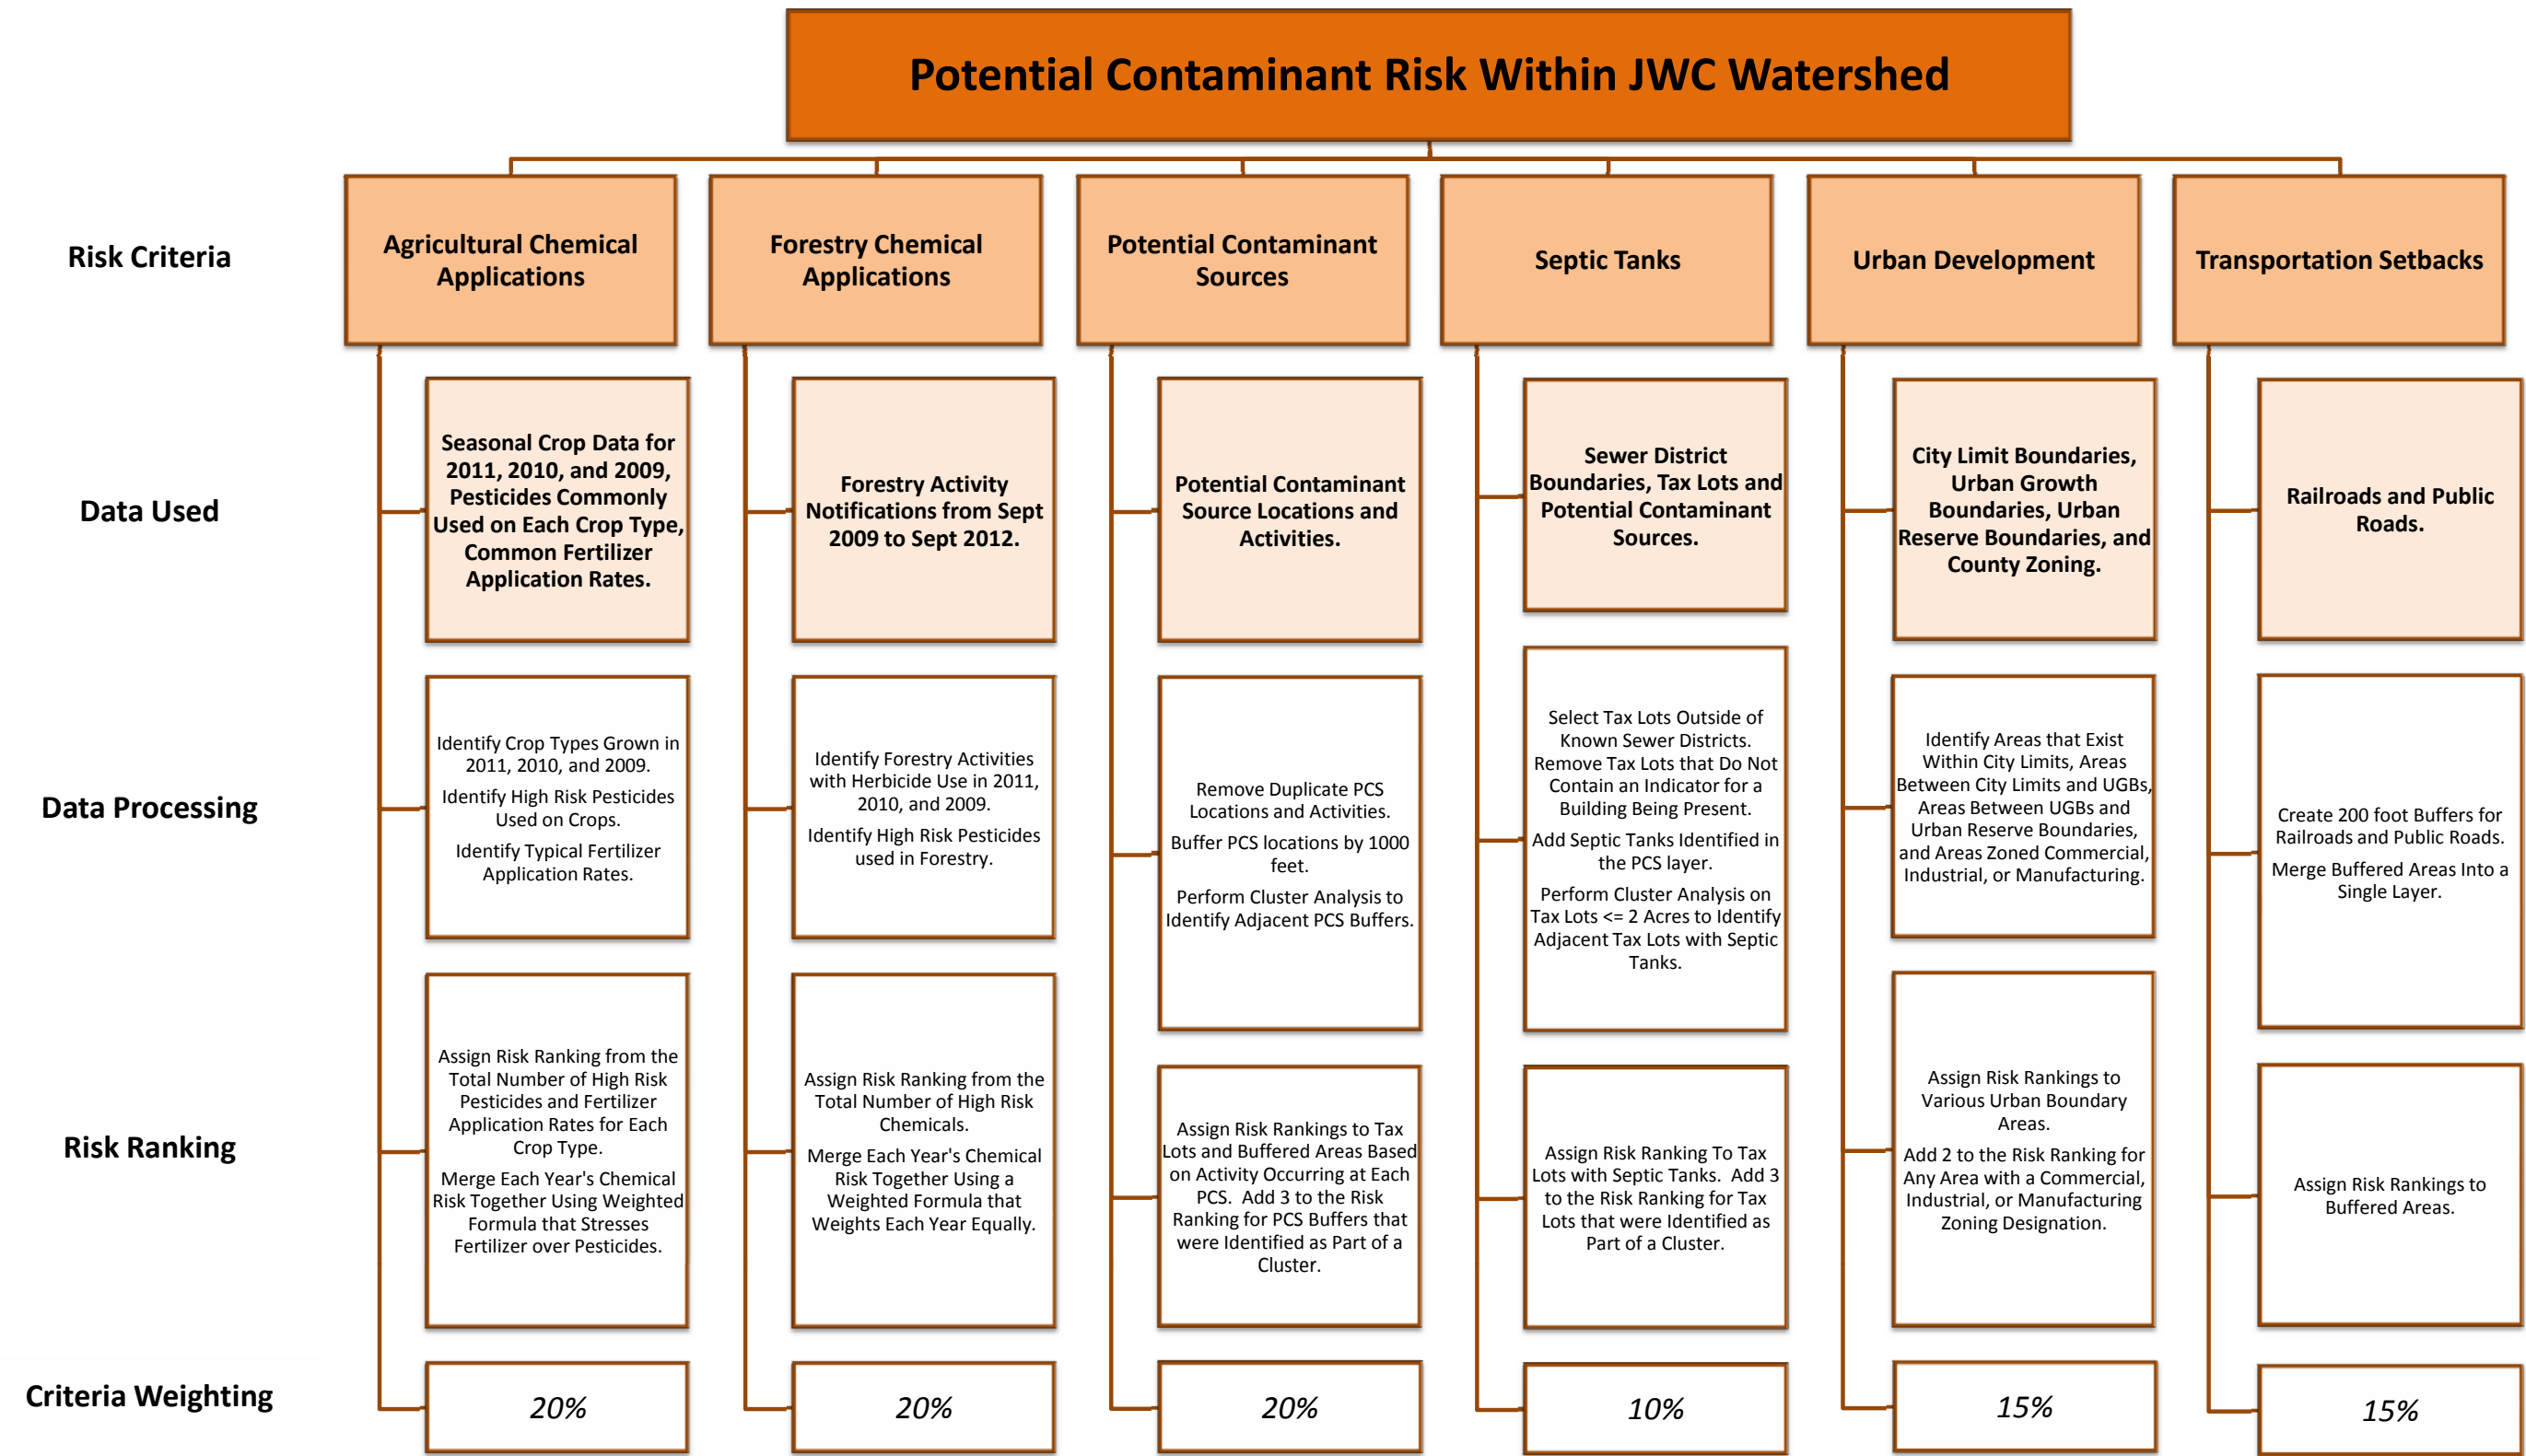 Potential Contaminant Risk Within JWC Watershed
Risk Criteria
Agricultural Chemical
Applications
Forestry Chemical
Applications
Potential Contaminant
Sources
Septic Tanks
Urban Development
Transportation Setbacks
Data Used
Seasonal Crop Data for
2011, 2010, and 2009,
Pesticides Commonly
Used on Each Crop Type,
Common Fertilizer
Application Rates.
Forestry Activity
Notifications from Sept
2009 to Sept 2012.
Potential Contaminant
Source Locations and
Activities.
Sewer District
Boundaries, Tax Lots and
Potential Contaminant
Sources.
City Limit Boundaries,
Urban Growth
Boundaries, Urban
Reserve Boundaries, and
County Zoning.
Railroads and Public
Roads.
Data Processing
Identify Crop Types Grown in
2011, 2010, and 2009.
Identify High Risk Pesticides
Used on Crops.
Identify Typical Fertilizer
Application Rates.
Identify Forestry Activities
with Herbicide Use in 2011,
2010, and 2009.
Identify High Risk Pesticides
used in Forestry.
Remove Duplicate PCS
Locations and Activities.
Buffer PCS locations by 1000
feet.
Perform Cluster Analysis to
Identify Adjacent PCS Buffers.
Select Tax Lots Outside of
Known Sewer Districts.
Remove Tax Lots that Do Not
Contain an Indicator for a
Building Being Present.
Add Septic Tanks Identified in
the PCS layer.
Perform Cluster Analysis on
Tax Lots <= 2 Acres to Identify
Adjacent Tax Lots with Septic
Tanks.
Identify Areas that Exist
Within City Limits, Areas
Between City Limits and UGBs,
Areas Between UGBs and
Urban Reserve Boundaries,
and Areas Zoned Commercial,
Industrial, or Manufacturing.
Create 200 foot Buffers for
Railroads and Public Roads.
Merge Buffered Areas Into a
Single Layer.
Risk Ranking
Assign Risk Ranking from the
Total Number of High Risk
Pesticides and Fertilizer
Application Rates for Each
Crop Type.
Merge Each Year's Chemical
Risk Together Using Weighted
Formula that Stresses
Fertilizer over Pesticides.
Assign Risk Ranking from the
Total Number of High Risk
Chemicals.
Merge Each Year's Chemical
Risk Together Using a
Weighted Formula that
Weights Each Year Equally.
Assign Risk Rankings to Tax
Lots and Buffered Areas Based
on Activity Occurring at Each
PCS.  Add 3 to the Risk
Ranking for PCS Buffers that
were Identified as Part of a
Cluster.
Assign Risk Ranking To Tax
Lots with Septic Tanks.  Add 3
to the Risk Ranking for Tax
Lots that were Identified as
Part of a Cluster.
Assign Risk Rankings to
Various Urban Boundary
Areas.
Add 2 to the Risk Ranking for
Any Area with a Commercial,
Industrial, or Manufacturing
Zoning Designation.
Assign Risk Rankings to
Buffered Areas.
Criteria Weighting
20%
20%
20%
10%
15%
15%